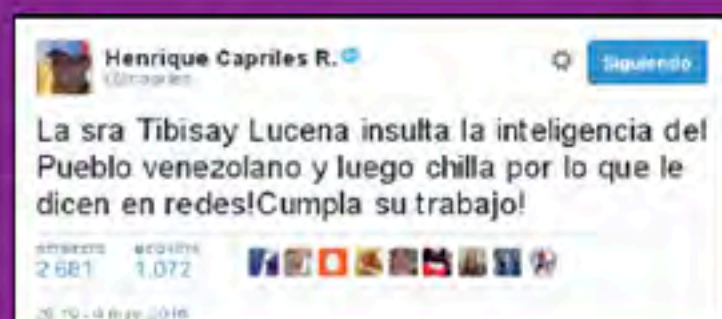 Henrique Capriles R.
Siguiendo
La sra Tibisay Lucena insulta la inteligencia del
Pueblo venezolano y luego chilla por lo que le
dicen en redes!Cumpla su trabajo!
2.681 1.072